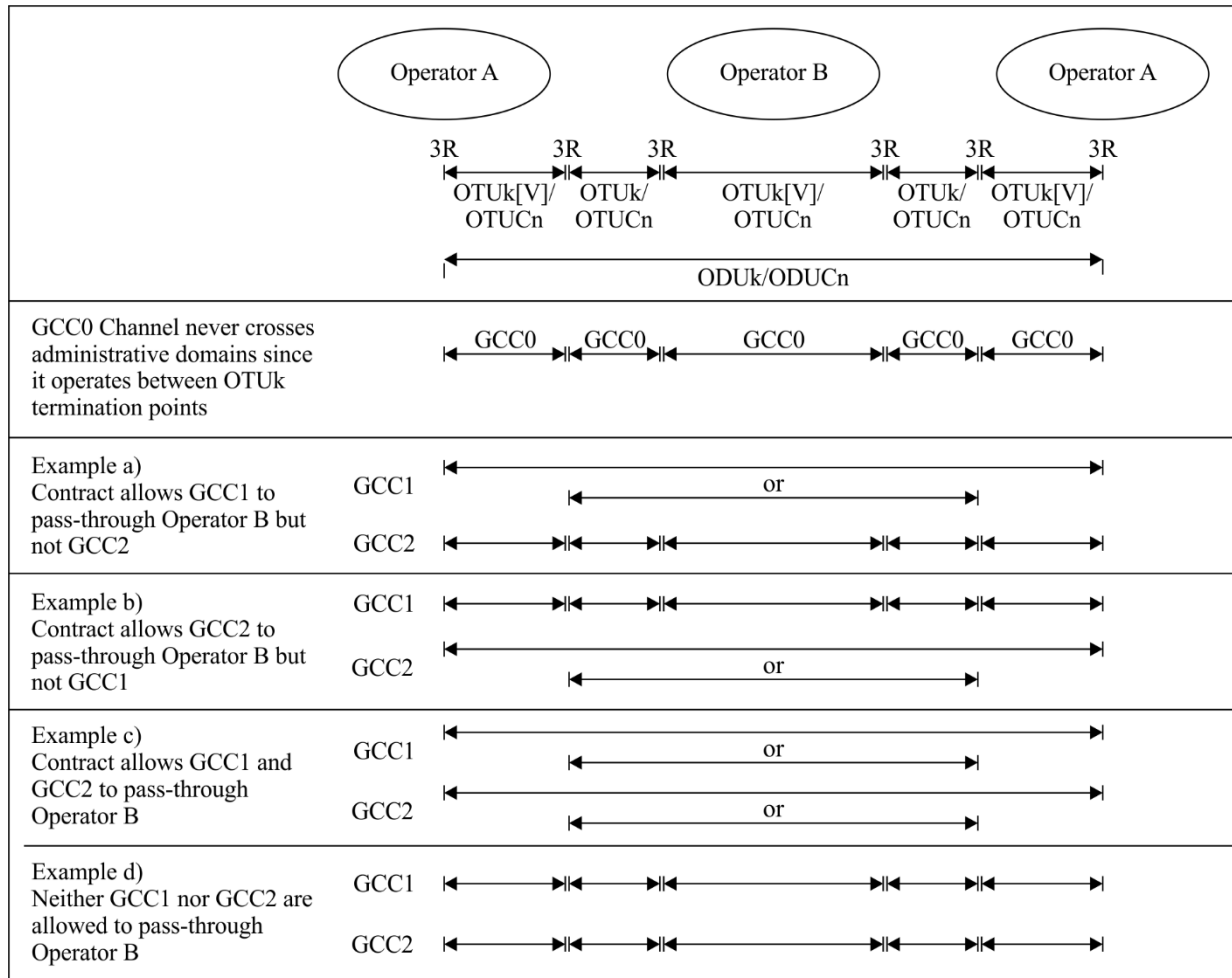 Operator A Operator B Operator A
3R 3R 3R 3R 3R 3R
OTUk[V]/ OTUk/ OTUk[V]/ OTUk/ OTUk[V]/
OTUCn OTUCn OTUCn OTUCn OTUCn
ODUk/ODUCn
GCC0 Channel never crosses
administrative domains since
it operates between OTUk
termination points
GCC0 GCC0 GCC0 GCC0 GCC0
Example a)
Contract allows GCC1 to
pass-through Operator B but
not GCC2
GCC1
or
GCC2
Example b)
Contract allows GCC2 to
pass-through Operator B but
not GCC1
GCC1
GCC2
or
Example c)
Contract allows GCC1 and
GCC2 to pass-through
Operator B
GCC1
or
GCC2
or
Example d)
Neither GCC1 nor GCC2 are
allowed to pass-through
Operator B
GCC1
GCC2